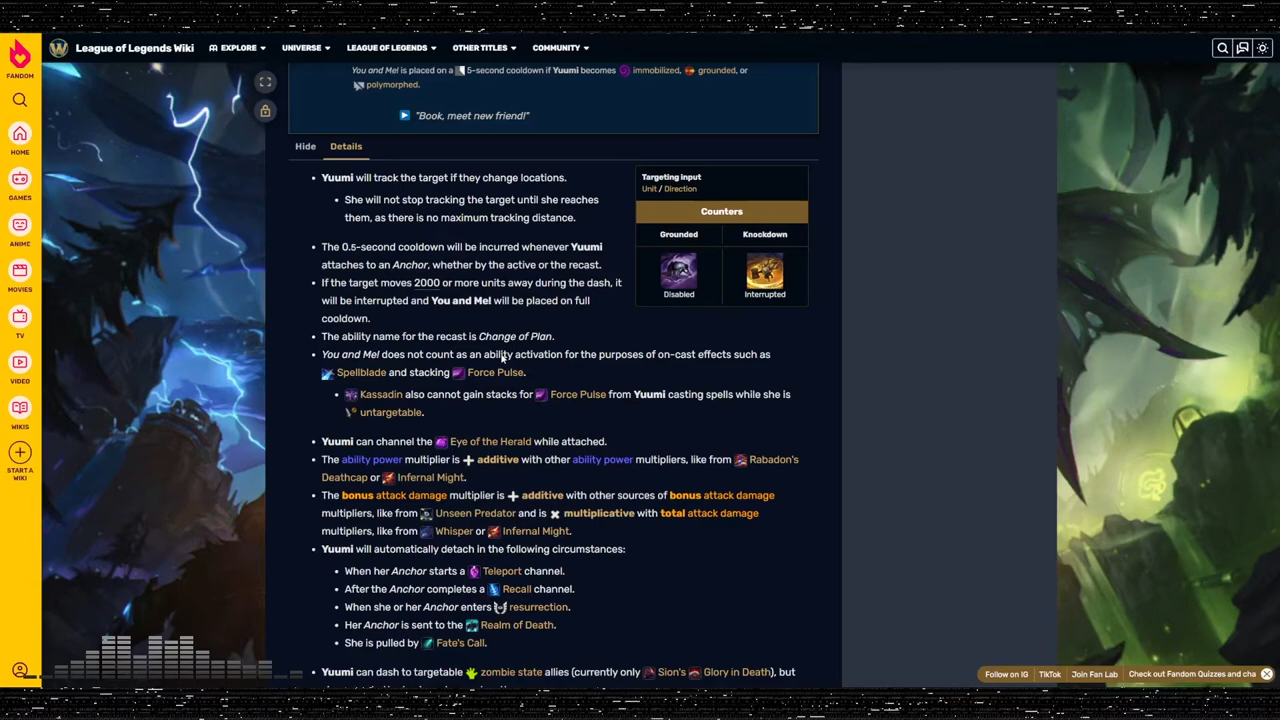 League of Legends Wiki
EXPLORE
UNIVERSE
LEAGUE OF LEGENDS
OTHER TITLES
COMMUNITY
FANDOM
HOME
GAMES
ANIME
MOVIES
TV
VIDEO
WIKIS
START A
WIKI
You and Me! is placed on a 5-second cooldown if Yuumi becomes immobilized, grounded, or
polymorphed.
"Book, meet new friend!"
Hide
Details
Yuumi will track the target if they change locations.
She will not stop tracking the target until she reaches
them, as there is no maximum tracking distance.
The 0.5-second cooldown will be incurred whenever Yuumi
attaches to an Anchor, whether by the active or the recast.
If the target moves 2000 or more units away during the dash, it
will be interrupted and You and Me! will be placed on full
cooldown.
Targeting input
Unit / Direction
Counters
Grounded
Knockdown
Disabled
Interrupted
The ability name for the recast is Change of Plan.
You and Me! does not count as an ability activation for the purposes of on-cast effects such as
Spellblade and stacking Force Pulse.
Kassadin also cannot gain stacks for Force Pulse from Yuumi casting spells while she is
untargetable.
Yuumi can channel the Eye of the Herald while attached.
The ability power multiplier is additive with other ability power multipliers, like from Rabadon's
Deathcap or Infernal Might.
The bonus attack damage multiplier is additive with other sources of bonus attack damage
multipliers, like from Unseen Predator and is multiplicative with total attack damage
multipliers, like from Whisper or Infernal Might.
Yuumi will automatically detach in the following circumstances:
When her Anchor starts a Teleport channel.
After the Anchor completes a Recall channel.
When she or her Anchor enters resurrection.
Her Anchor is sent to the Realm of Death.
She is pulled by Fate's Call.
Yuumi can dash to targetable zombie state allies (currently only Sion's Glory in Death), but
Follow on IG
TikTok
Join Fan Lab
Check out Fandom Quizzes and cha